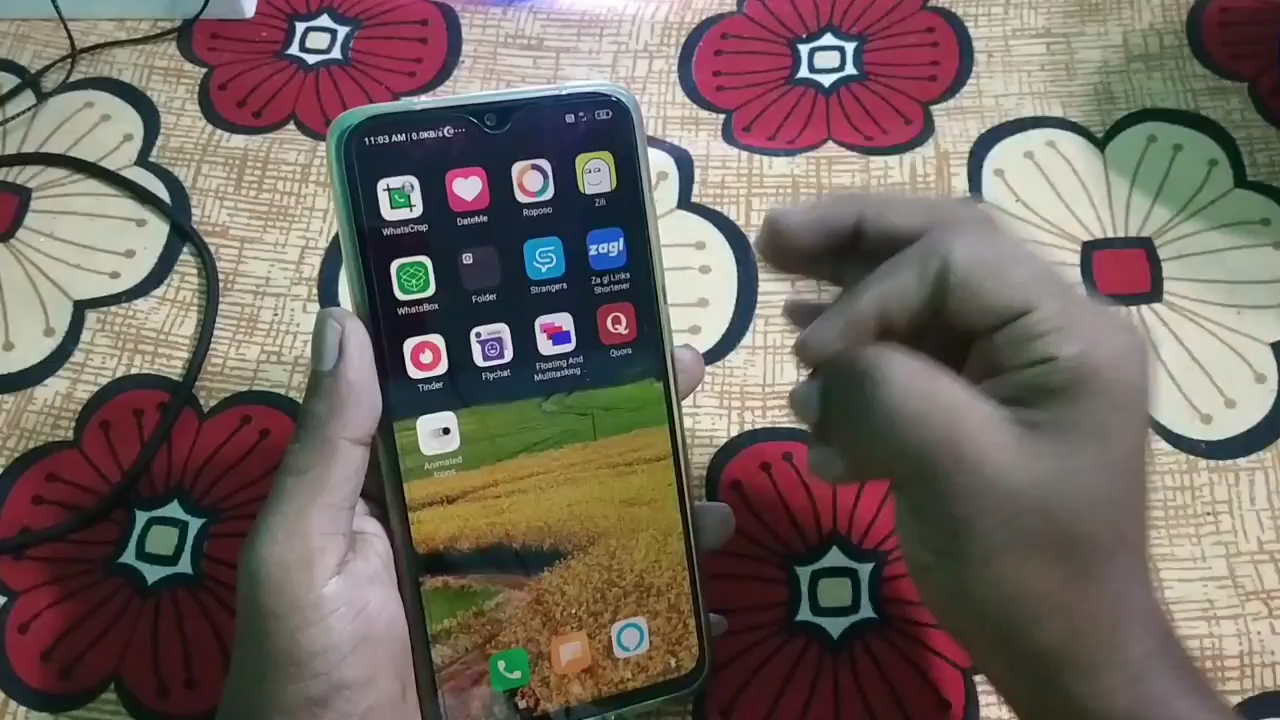 11:03 AM | 0.0KB/s
WhatsCrop
DateMe
Roposo
Zili
WhatsBox
Folder
Strangers
zagl
Za gl Links
Shortener
Tinder
Flychat
Floating And
Multitasking ..
Q
Quora
Animated
Icons